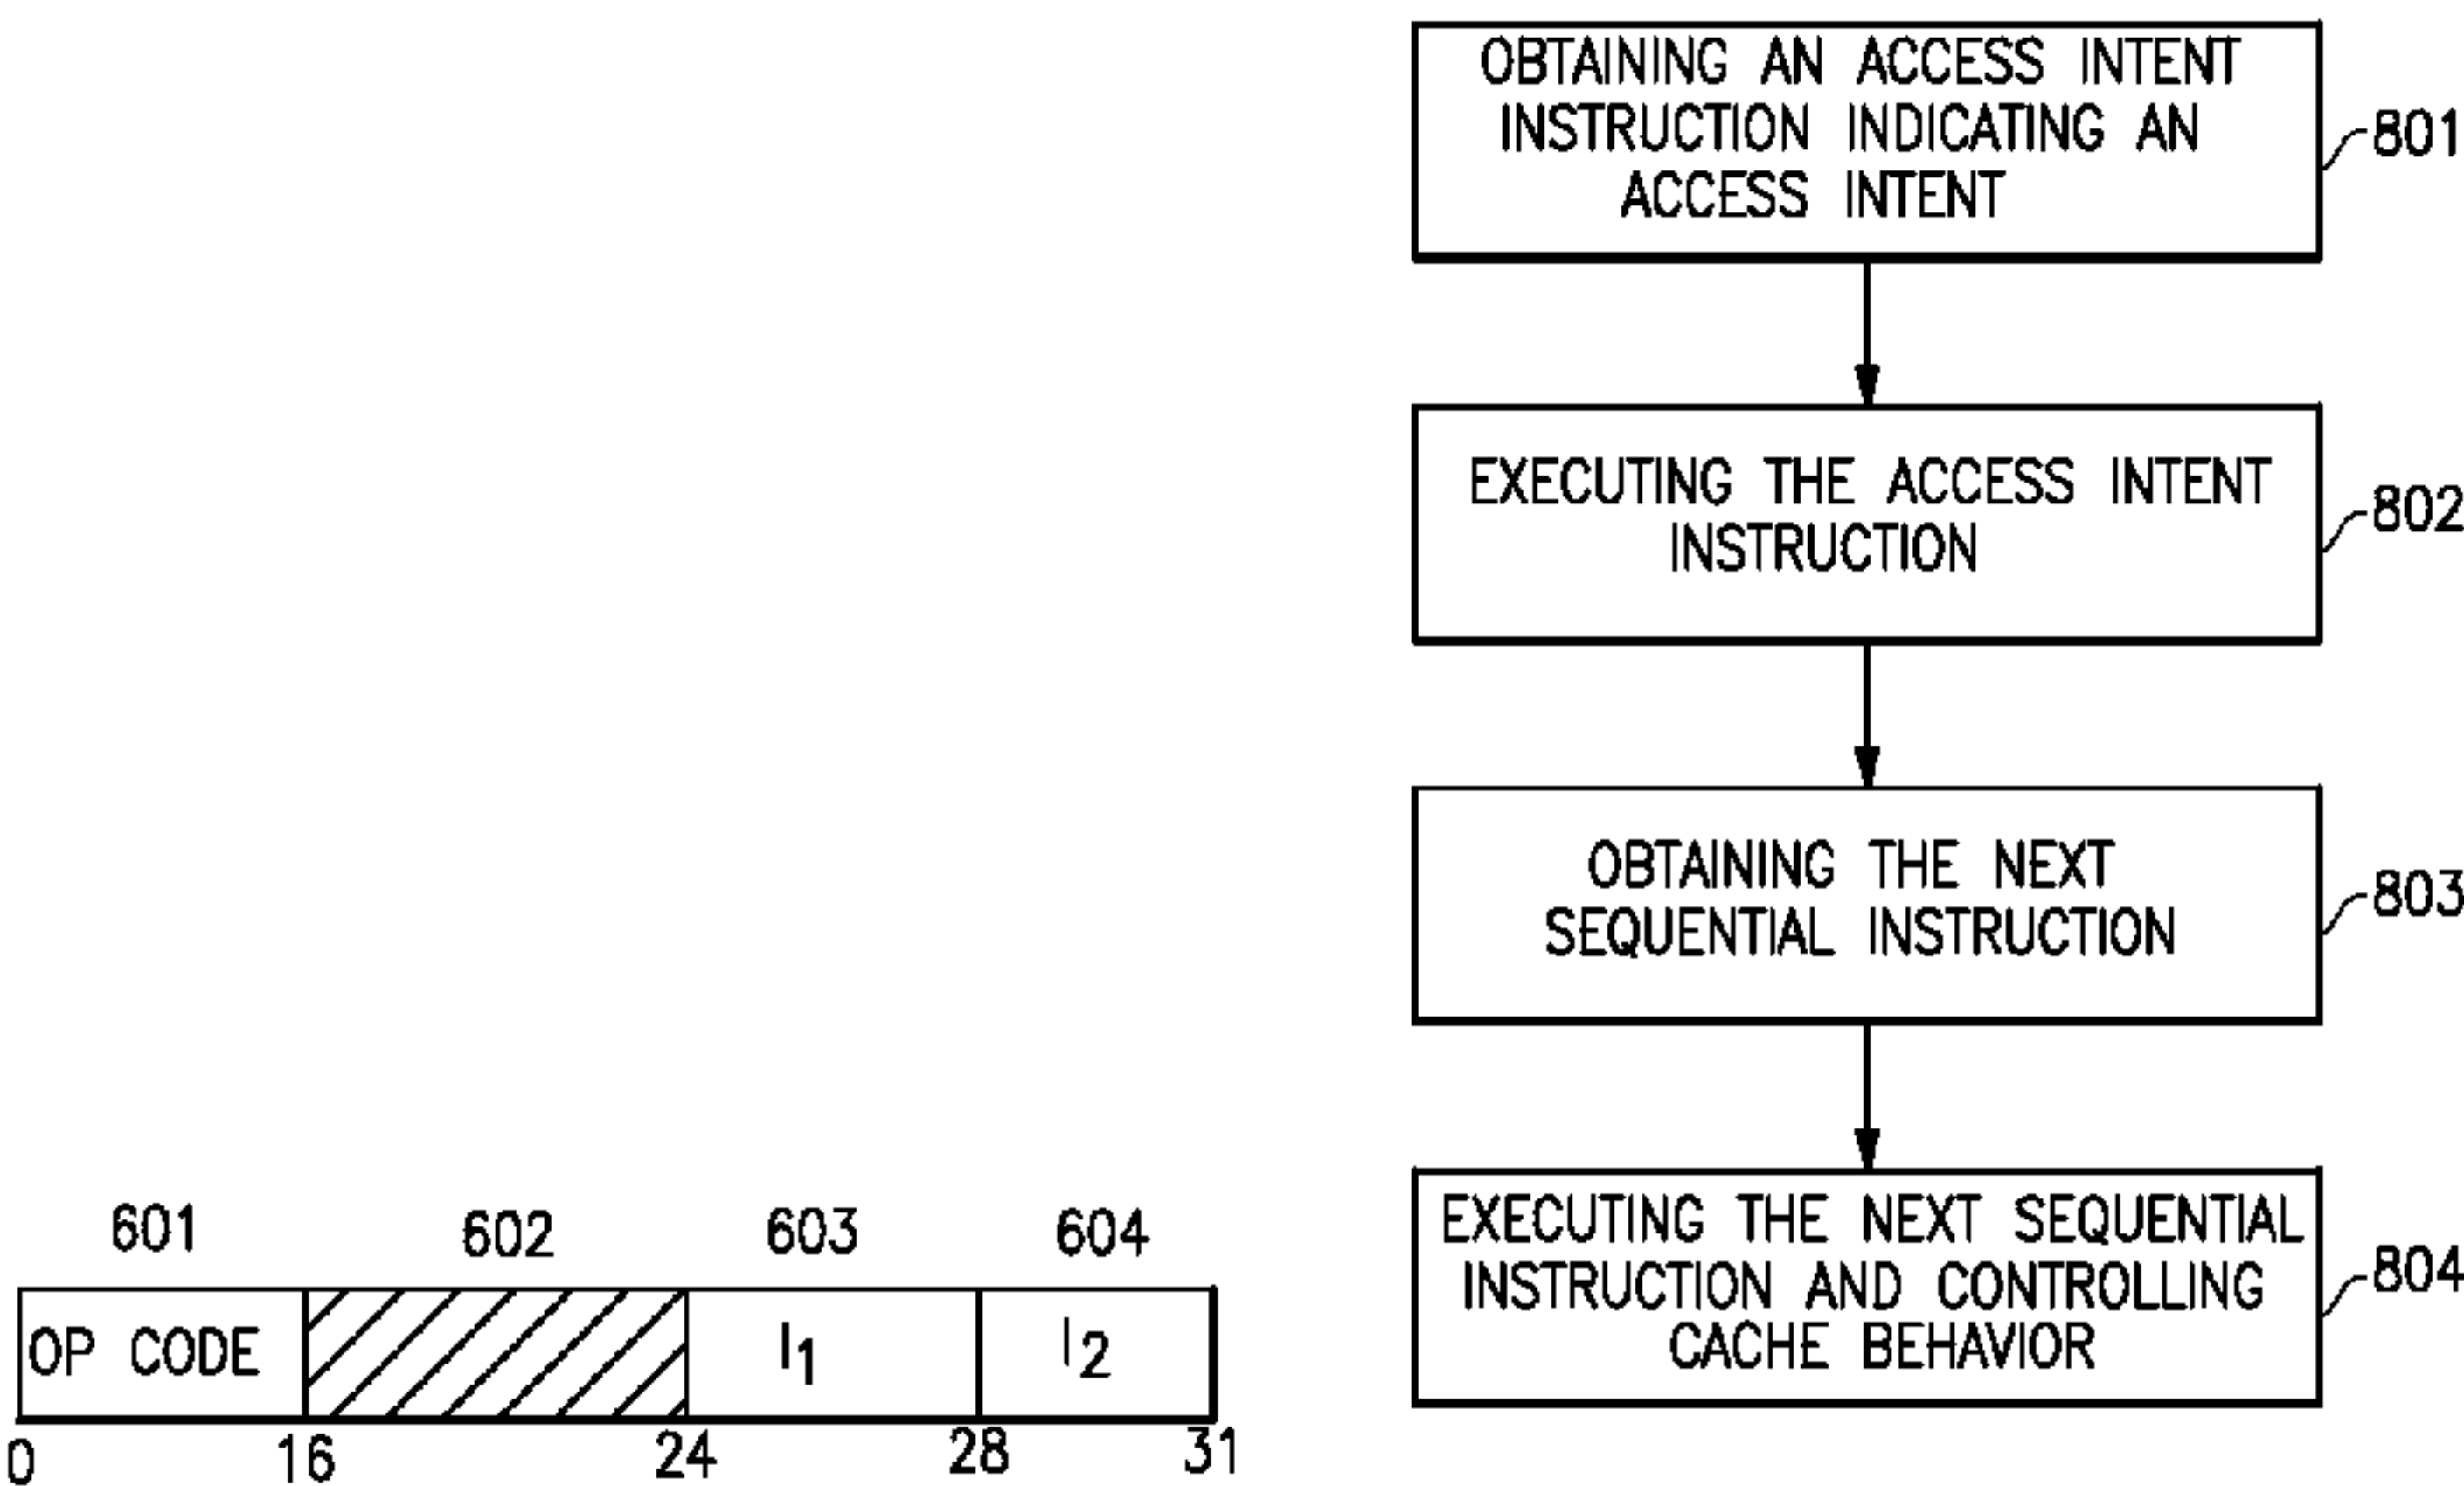 OBTAINING AN ACCESS INTENT
INSTRUCTION INDICATING AN
ACCESS INTENT
801
EXECUTING THE ACCESS INTENT
INSTRUCTION
802
OBTAINING THE NEXT
SEQUENTIAL INSTRUCTION
803
EXECUTING THE NEXT SEQUENTIAL
INSTRUCTION AND CONTROLLING
CACHE BEHAVIOR
804
601 602 603 604
OP CODE I1 I2
0 16 24 28 31